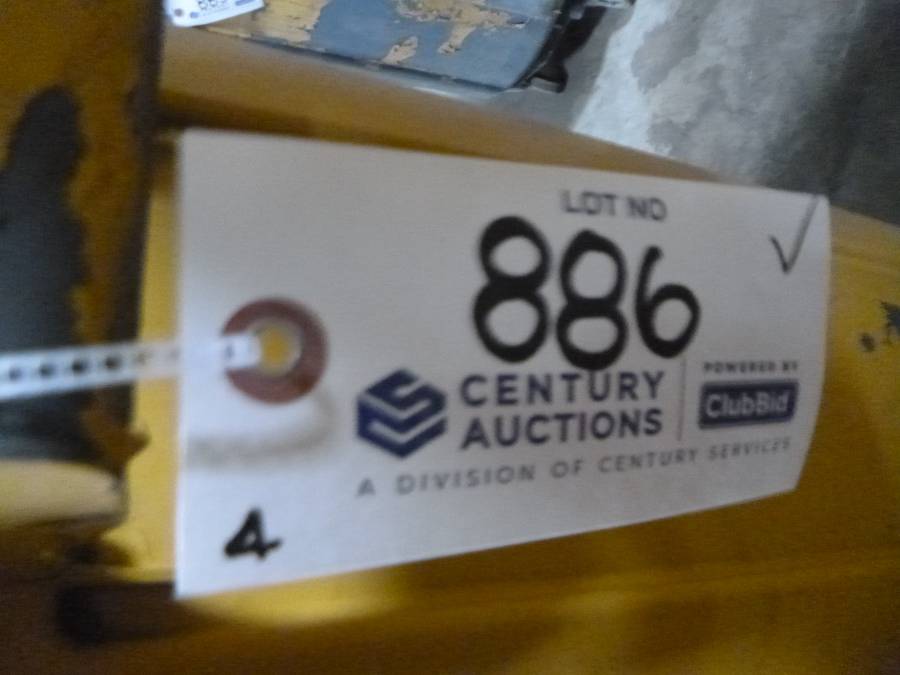 LOT NO
886
CENTURY
AUCTIONS
POWERED BY
ClubBid
A DIVISION OF CENTURY SERVICES
4